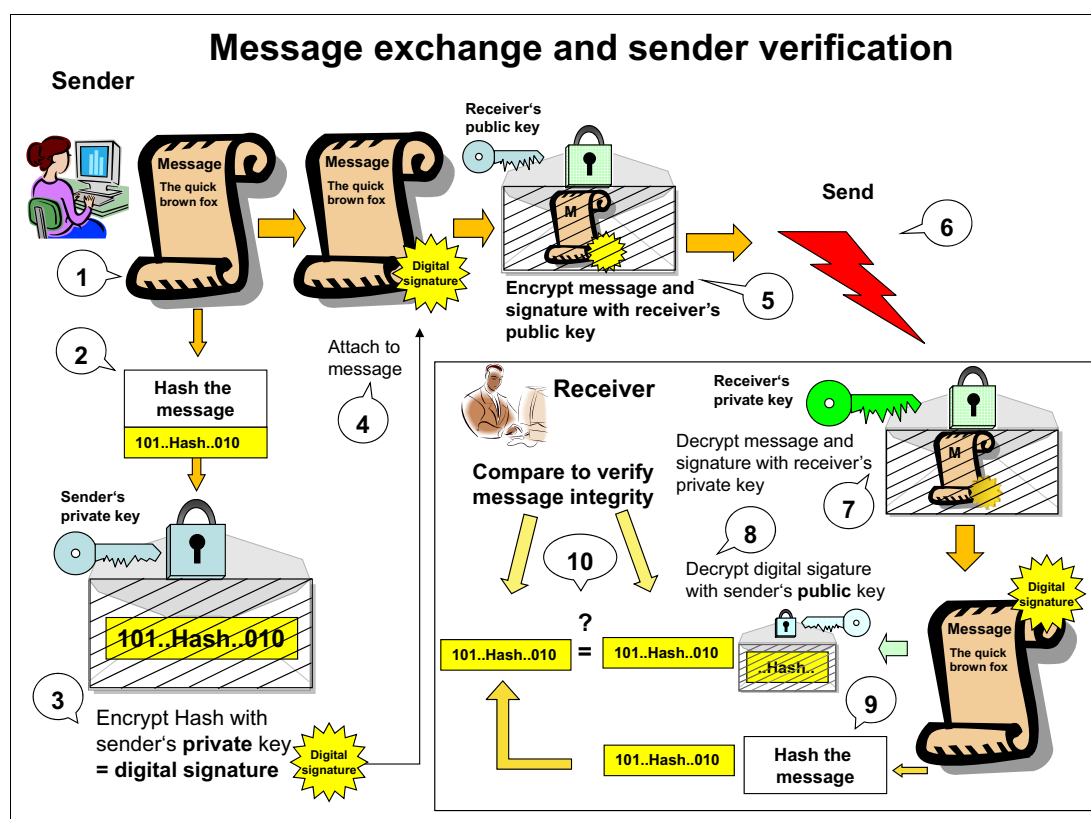 Message exchange and sender verification
Sender
Message
The quick
brown fox
1
Message
The quick
brown fox
Digital
signature
Receiver‘s
public key
M
Encrypt message and
signature with receiver’s
public key
5
Send
6
2
Hash the
message
101..Hash..010
Attach to
message
4
Sender‘s
private key
101..Hash..010
3
Encrypt Hash with
sender’s private key
= digital signature
Digital
signature
Receiver
Receiver‘s
private key
M
Decrypt message and
signature with receiver’s
private key
7
Compare to verify
message integrity
10
8
Decrypt digital sigature
with sender’s public key
Digital
signature
Message
The quick
brown fox
?
101..Hash..010
=
101..Hash..010
..Hash..
9
101..Hash..010
Hash the
message